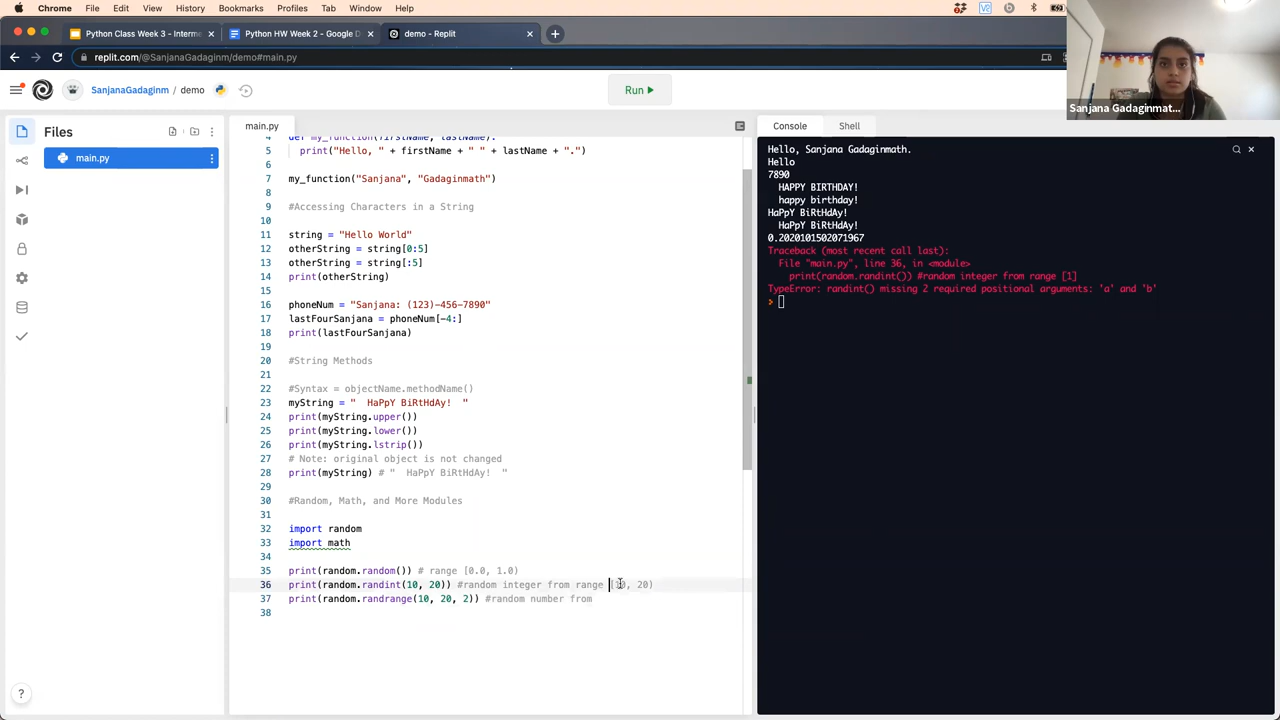 Chrome File Edit View History Bookmarks Profiles Tab Window Help
Python Class Week 3 - Interme
Python HW Week 2 - Google D
demo - Replit
replit.com/@SanjanaGadaginm/demo#main.py
SanjanaGadaginm / demo
Run
Sanjana Gadaginmat...
Files
main.py
main.py
4 def my_function(firstName, lastName):
5 print("Hello, " + firstName + " " + lastName + ".")
6
7 my_function("Sanjana", "Gadaginmath")
8
9 #Accessing Characters in a String
10
11 string = "Hello World"
12 otherString = string[0:5]
13 otherString = string[:5]
14 print(otherString)
15
16 phoneNum = "Sanjana: (123)-456-7890"
17 lastFourSanjana = phoneNum[-4:]
18 print(lastFourSanjana)
19
20 #String Methods
21
22 #Syntax = objectName.methodName()
23 myString = "  HaPpY BiRtHdAy!  "
24 print(myString.upper())
25 print(myString.lower())
26 print(myString.lstrip())
27 # Note: original object is not changed
28 print(myString) # "  HaPpY BiRtHdAy!  "
29
30 #Random, Math, and More Modules
31
32 import random
33 import math
34
35 print(random.random()) # range [0.0, 1.0)
36 print(random.randint(10, 20)) #random integer from range [10, 20)
37 print(random.randrange(10, 20, 2)) #random number from
38
Console Shell
Hello, Sanjana Gadaginmath.
Hello
7890
HAPPY BIRTHDAY!
happy birthday!
HaPpY BiRtHdAy!
HaPpY BiRtHdAy!
0.2020101502071967
Traceback (most recent call last):
File "main.py", line 36, in <module>
print(random.randint()) #random integer from range [1]
TypeError: randint() missing 2 required positional arguments: 'a' and 'b'